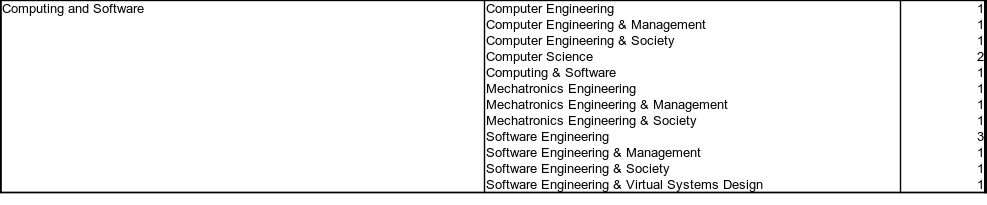 Computing and Software Computer Engineering 1
Computer Engineering & Management 1
Computer Engineering & Society 1
Computer Science 2
Computing & Software 1
Mechatronics Engineering 1
Mechatronics Engineering & Management 1
Mechatronics Engineering & Society 1
Software Engineering 3
Software Engineering & Management 1
Software Engineering & Society 1
Software Engineering & Virtual Systems Design 1